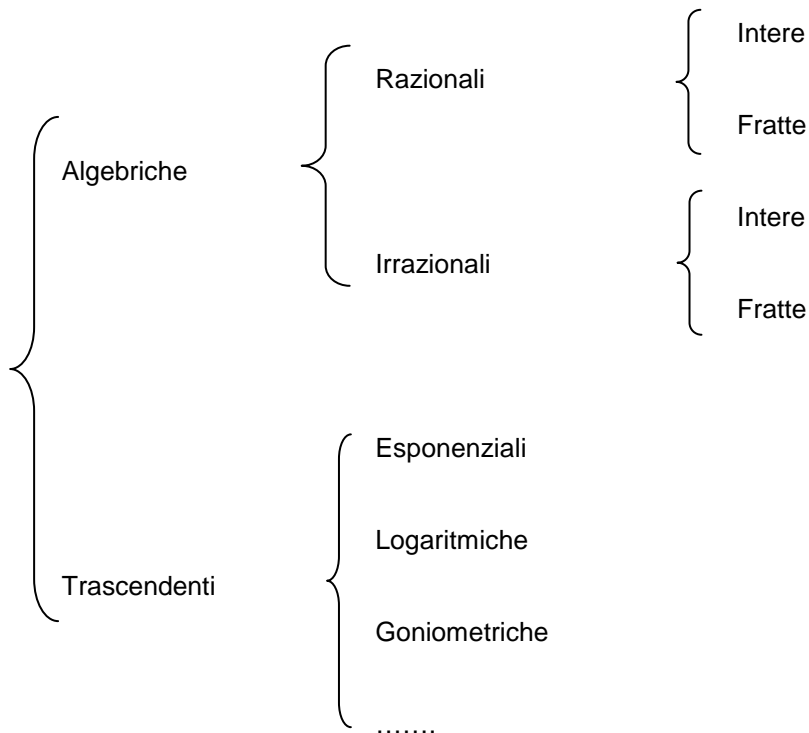 Algebriche
Razionali
Intere
Fratte
Irrazionali
Intere
Fratte
Trascendenti
Esponenziali
Logaritmiche
Goniometriche
…….